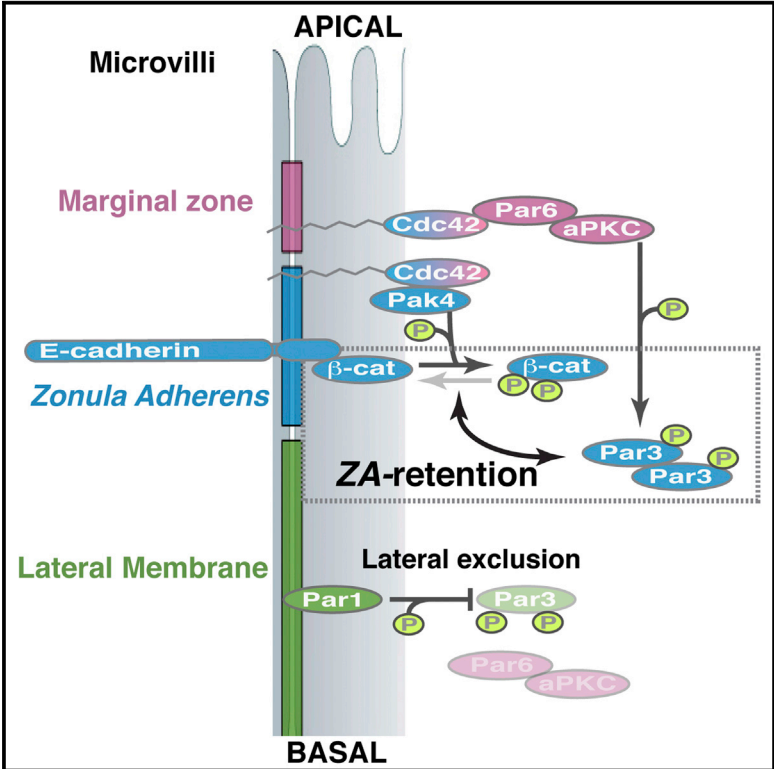 APICAL
Microvilli
Marginal zone
Cdc42
Par6
aPKC
Cdc42
Pak4
P
P
E-cadherin
β-cat
β-cat
P
P
Zonula Adherens
P
Par3
P
Par3
ZA-retention
Lateral exclusion
Lateral Membrane
Par1
Par3
P
P
P
Par6
aPKC
BASAL